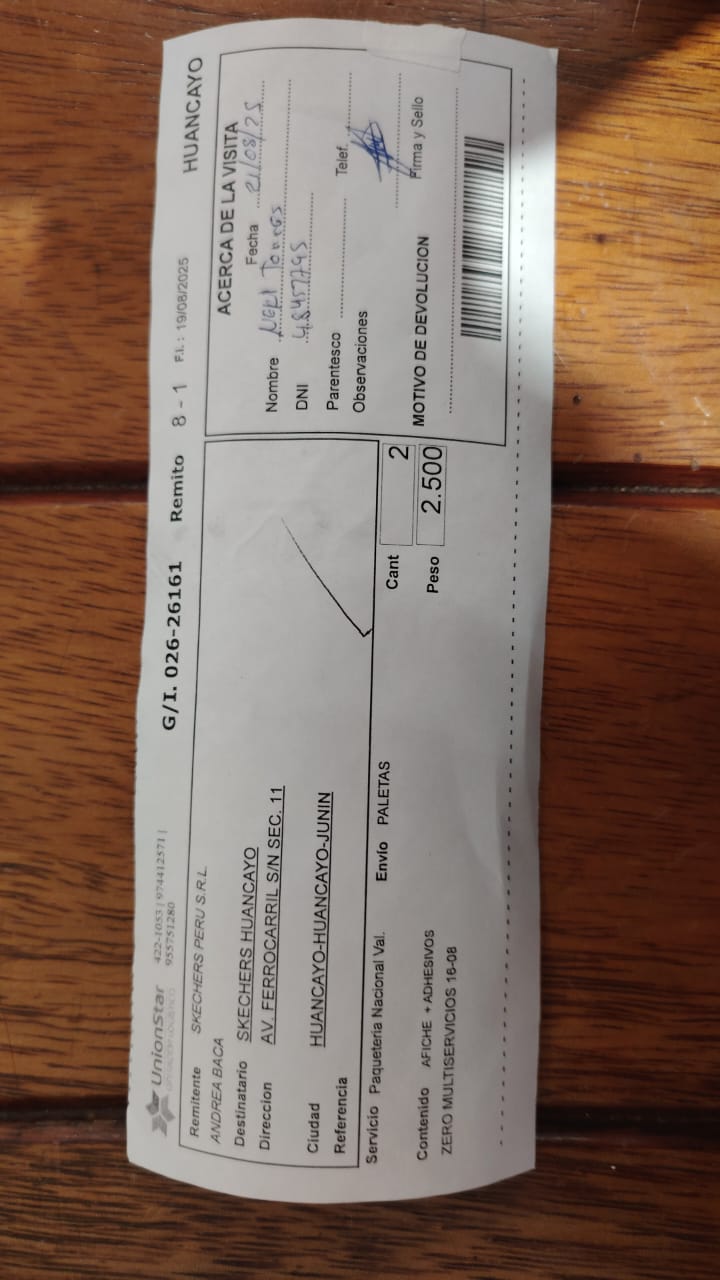 UnionStar 422-1053 | 974412571 |
955751280
G/I. 026-26161 Remito 8 - 1 F.I.: 19/08/2025 HUANCAYO
Remitente SKECHERS PERU S.R.L.
ANDREA BACA
Destinatario SKECHERS HUANCAYO
Direccion AV. FERROCARRIL S/N SEC. 11
Ciudad HUANCAYO-HUANCAYO-JUNIN
Referencia
Servicio Paqueteria Nacional Val. Envío PALETAS Cant 2
Contenido AFICHE + ADHESIVOS Peso 2.500
ZERO MULTISERVICIOS 16-08
ACERCA DE LA VISITA
Fecha 21/08/25
Nombre Torres
DNI
Parentesco Telef.
Observaciones
Firma y Sello
MOTIVO DE DEVOLUCION